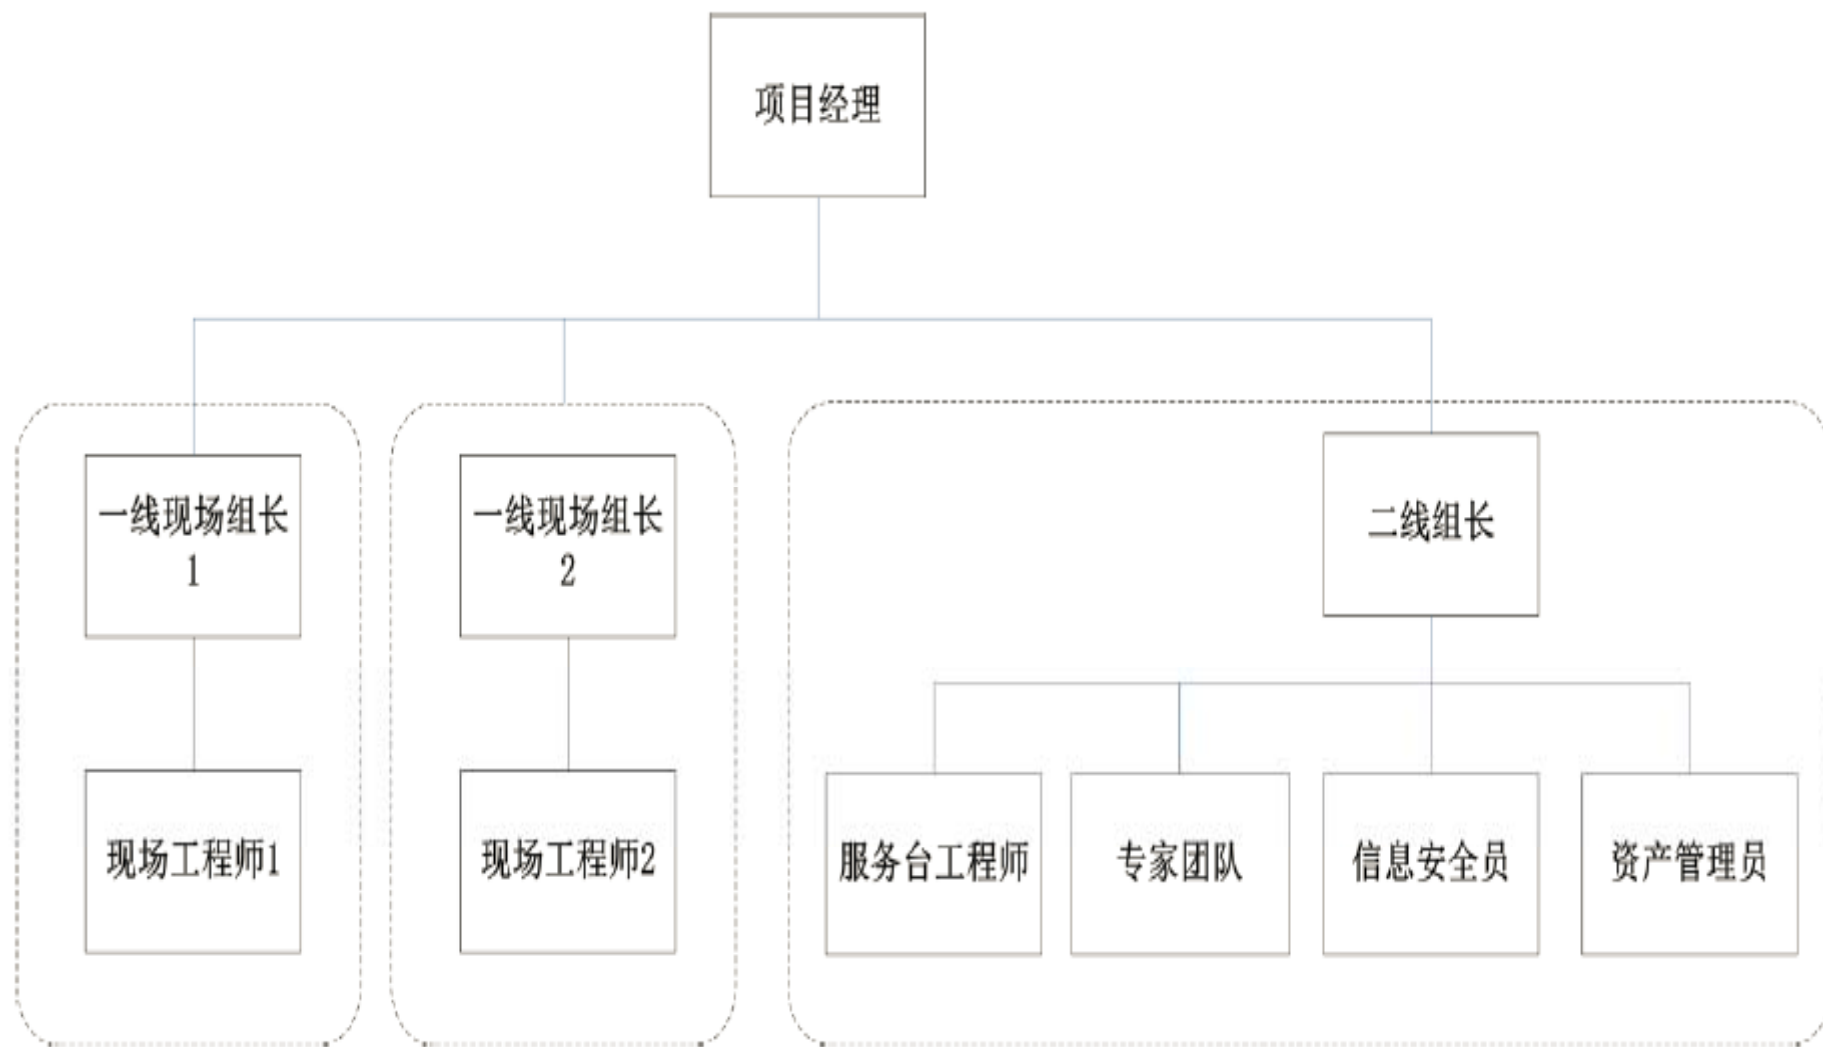 项目经理
一线现场组长
1
一线现场组长
2
二线组长
现场工程师1
现场工程师2
服务台工程师
专家团队
信息安全员
资产管理员